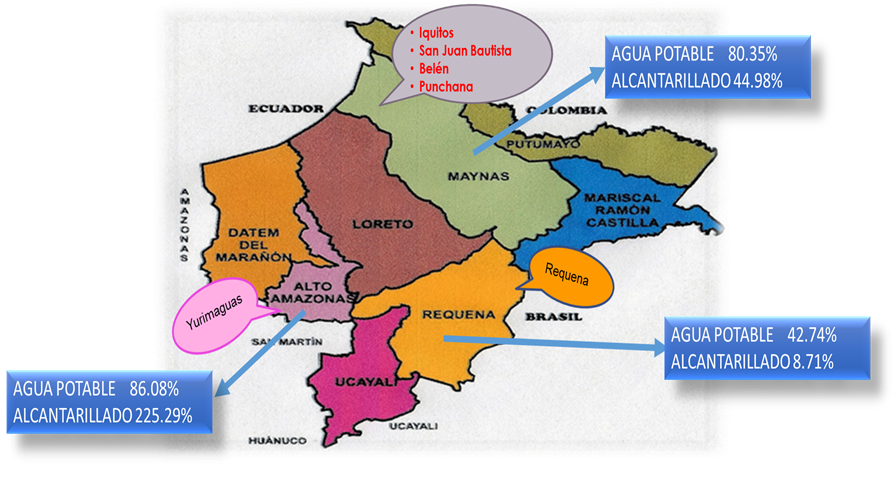 • Iquitos
• San Juan Bautista
• Belén
• Punchana
AGUA POTABLE 80.35%
ALCANTARILLADO 44.98%
ECUADOR
COLOMBIA
PUTUMAYO
MAYNAS
AMAZONAS
MARISCAL
RAMÓN
CASTILLA
LORETO
DATEM
DEL
MARAÑÓN
Requena
ALTO
AMAZONAS
Yurimaguas
REQUENA
BRASIL
SAN MARTÍN
AGUA POTABLE 42.74%
ALCANTARILLADO 8.71%
UCAYALI
AGUA POTABLE 86.08%
ALCANTARILLADO 225.29%
UCAYALI
HUÀNUCO